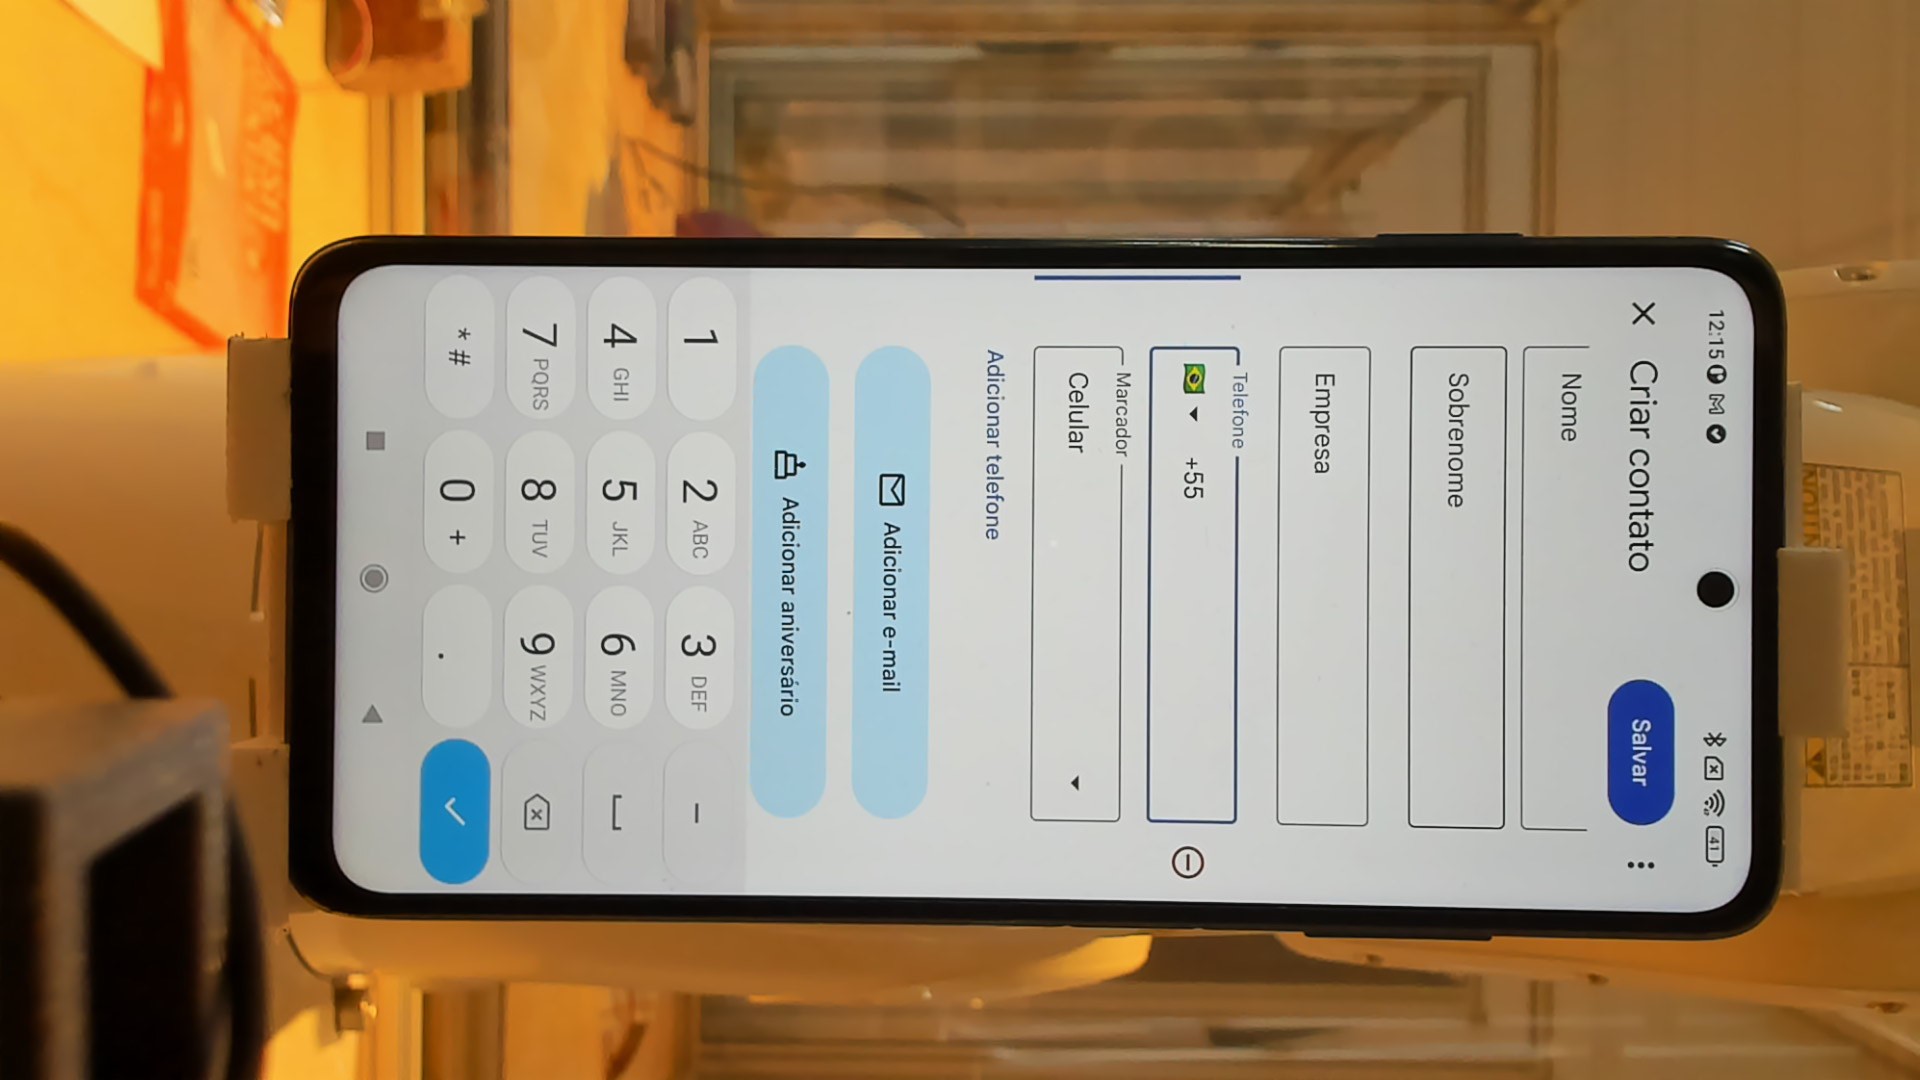 12:15
41
Criar contato
Salvar
Nome
Sobrenome
Empresa
Telefone
+55
Marcador
Celular
Adicionar telefone
Adicionar e-mail
Adicionar aniversário
1 2 ABC 3 DEF -
4 GHI 5 JKL 6 MNO
7 PQRS 8 TUV 9 WXYZ
*# 0 + .